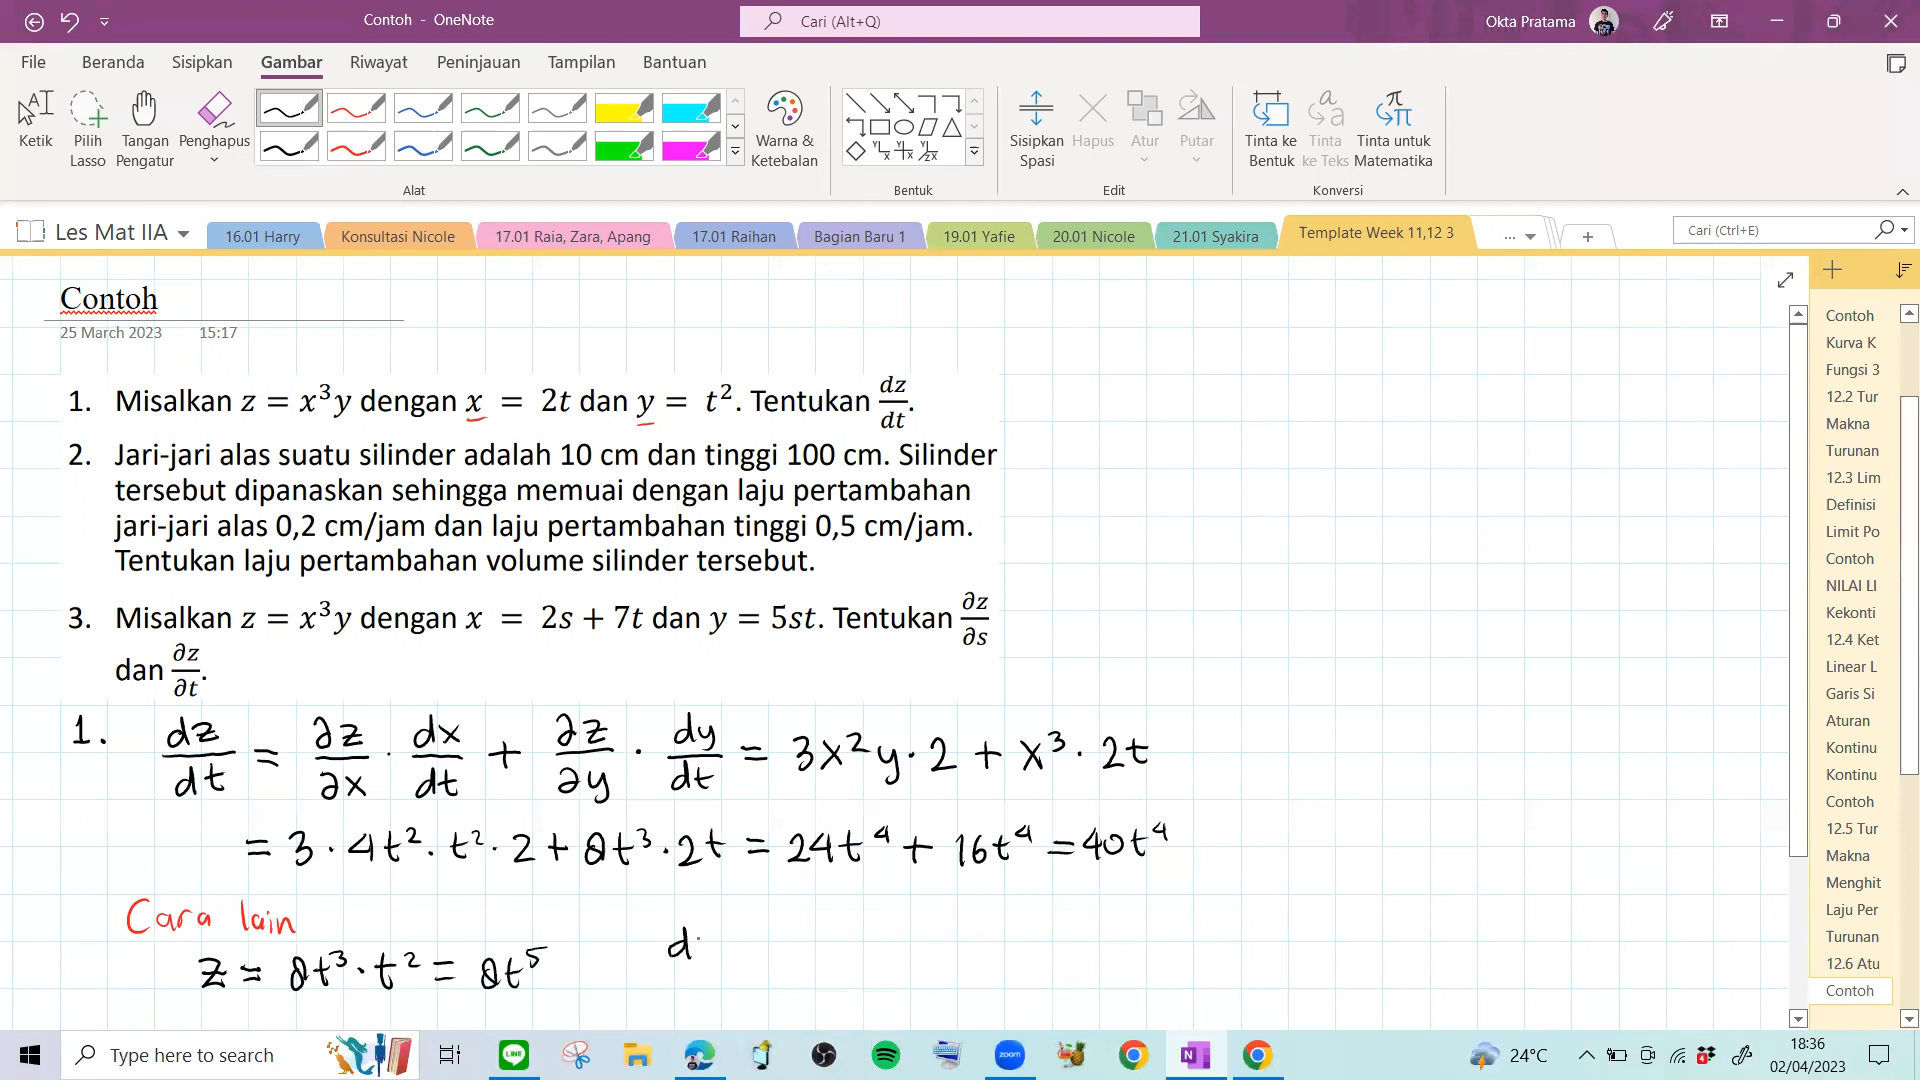 Contoh - OneNote
Cari (Alt+Q)
Okta Pratama
File Beranda Sisipkan Gambar Riwayat Peninjauan Tampilan Bantuan
Ketik
Pilih Lasso
Tangan Pengatur
Penghapus
Warna & Ketebalan
Sisipkan Spasi
Hapus
Atur
Putar
Tinta ke Bentuk
Tinta ke Teks
Tinta untuk Matematika
Alat Bentuk Edit Konversi
Les Mat IIA
16.01 Harry
Konsultasi Nicole
17.01 Raia, Zara, Apang
17.01 Raihan
Bagian Baru 1
19.01 Yafie
20.01 Nicole
21.01 Syakira
Template Week 11,12 3
...
Cari (Ctrl+E)
Contoh
25 March 2023 15:17
1. Misalkan z = x³y dengan x = 2t dan y = t². Tentukan dz/dt.
2. Jari-jari alas suatu silinder adalah 10 cm dan tinggi 100 cm. Silinder
tersebut dipanaskan sehingga memuai dengan laju pertambahan
jari-jari alas 0,2 cm/jam dan laju pertambahan tinggi 0,5 cm/jam.
Tentukan laju pertambahan volume silinder tersebut.
3. Misalkan z = x³y dengan x = 2s + 7t dan y = 5st. Tentukan ∂z/∂s
dan ∂z/∂t.
1. dz/dt = ∂z/∂x · dx/dt + ∂z/∂y · dy/dt = 3x²y · 2 + x³ · 2t
= 3 · 4t² · t² · 2 + 8t³ · 2t = 24t⁴ + 16t⁴ = 40t⁴
Cara lain
z = 8t³ · t² = 8t⁵ d
Contoh
Kurva K
Fungsi 3
12.2 Tur
Makna
Turunan
12.3 Lim
Definisi
Limit Po
Contoh
NILAI LI
Kekonti
12.4 Ket
Linear L
Garis Si
Aturan
Kontinu
Kontinu
Contoh
12.5 Tur
Makna
Menghit
Laju Per
Turunan
12.6 Atu
Contoh
Type here to search
LINE
zoom
24°C
18:36
02/04/2023